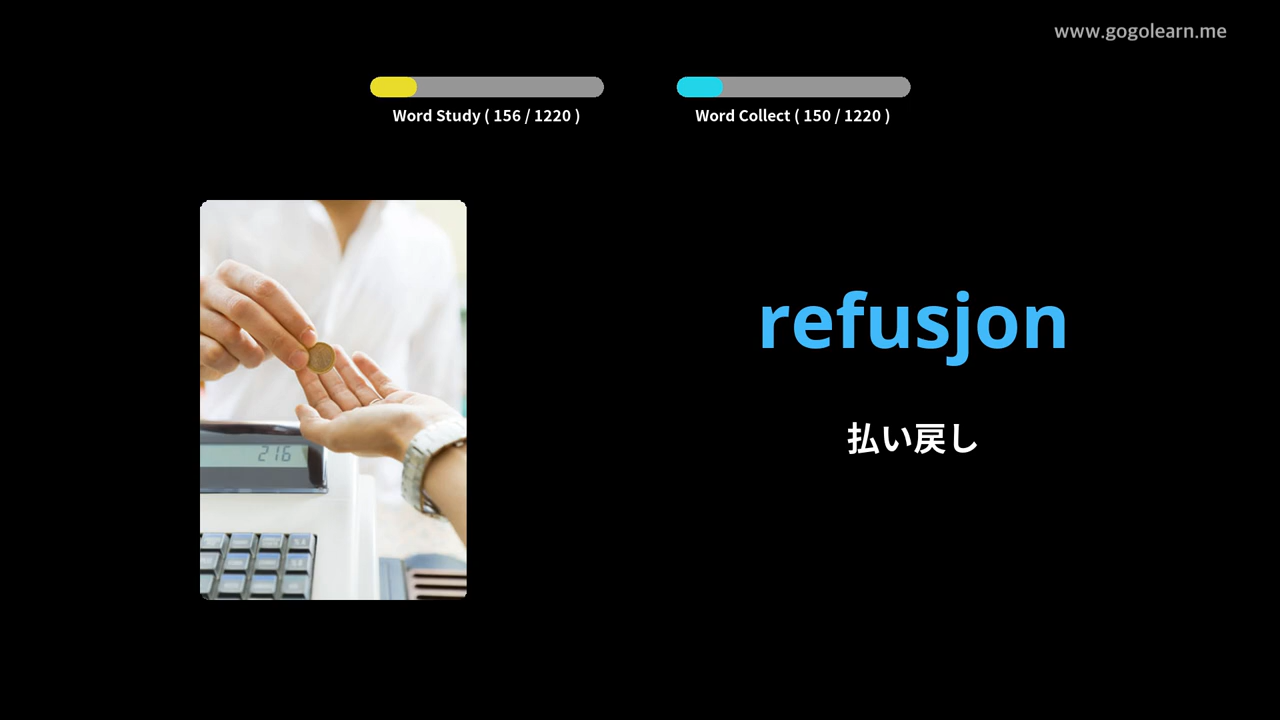 www.gogolearn.me
Word Study ( 156 / 1220 )
Word Collect ( 150 / 1220 )
refusjon
払い戻し
216